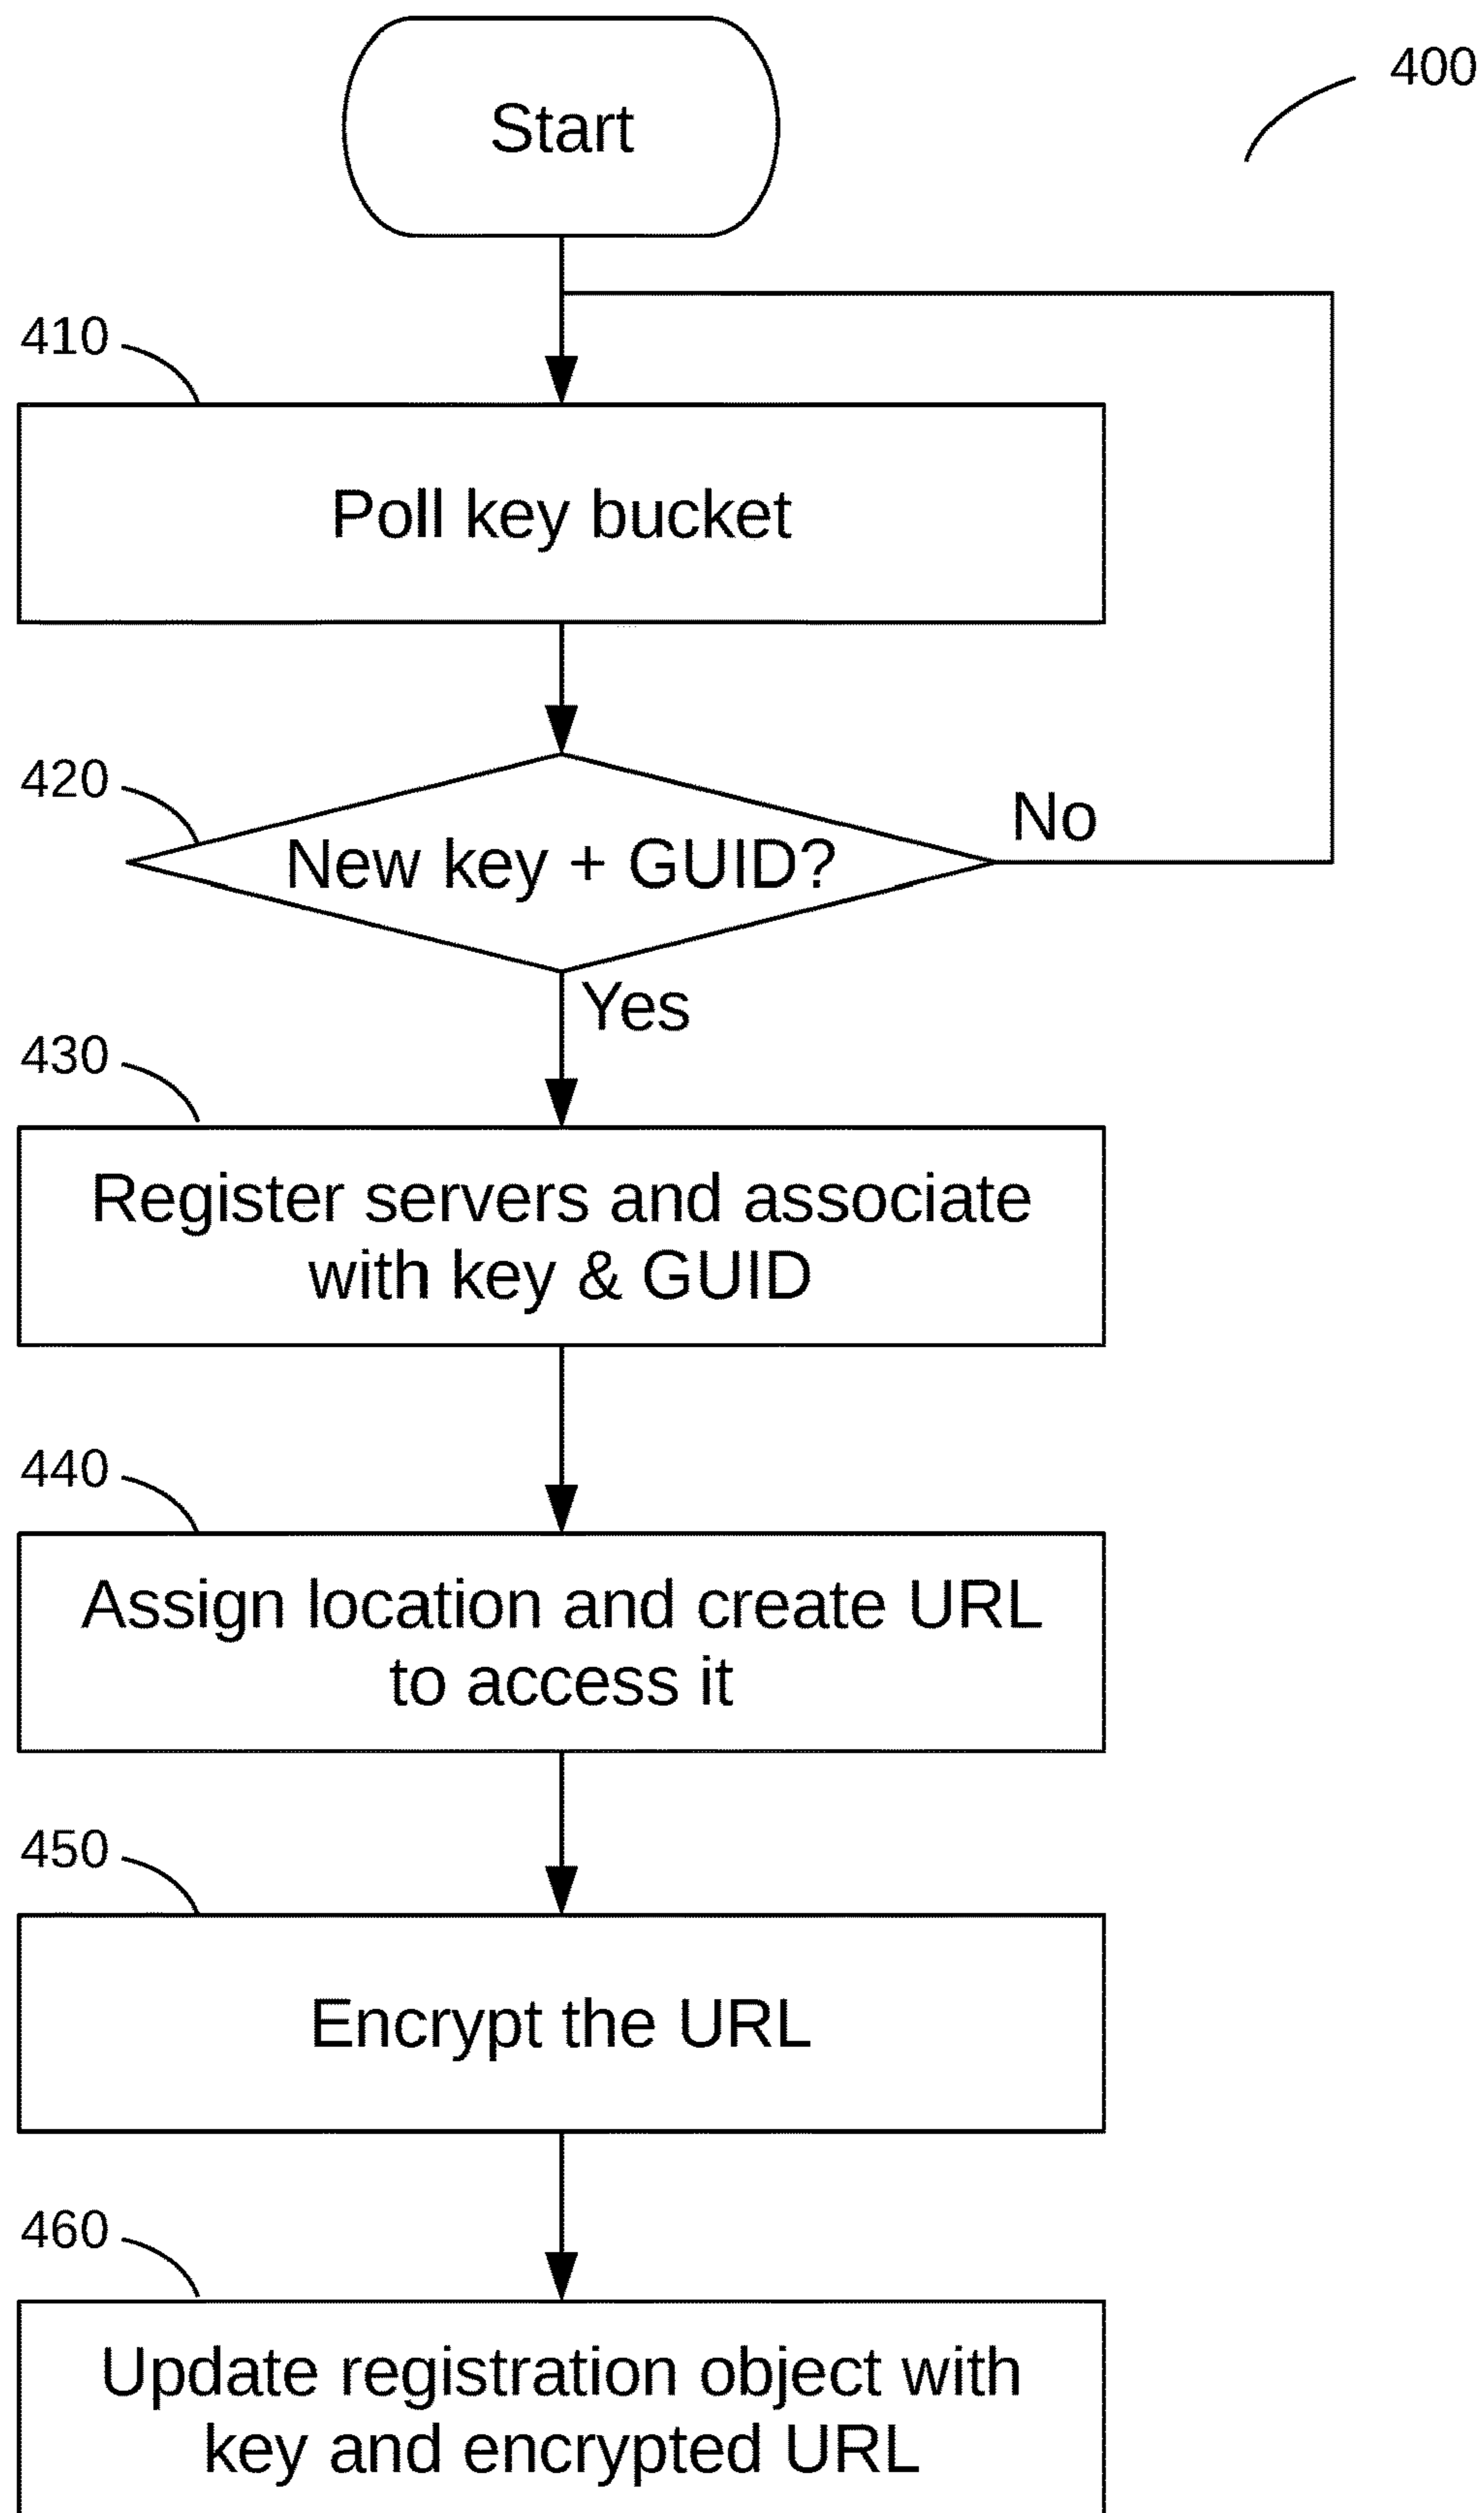 Start
400
410
Poll key bucket
420
New key + GUID?
No
Yes
430
Register servers and associate
with key & GUID
440
Assign location and create URL
to access it
450
Encrypt the URL
460
Update registration object with
key and encrypted URL